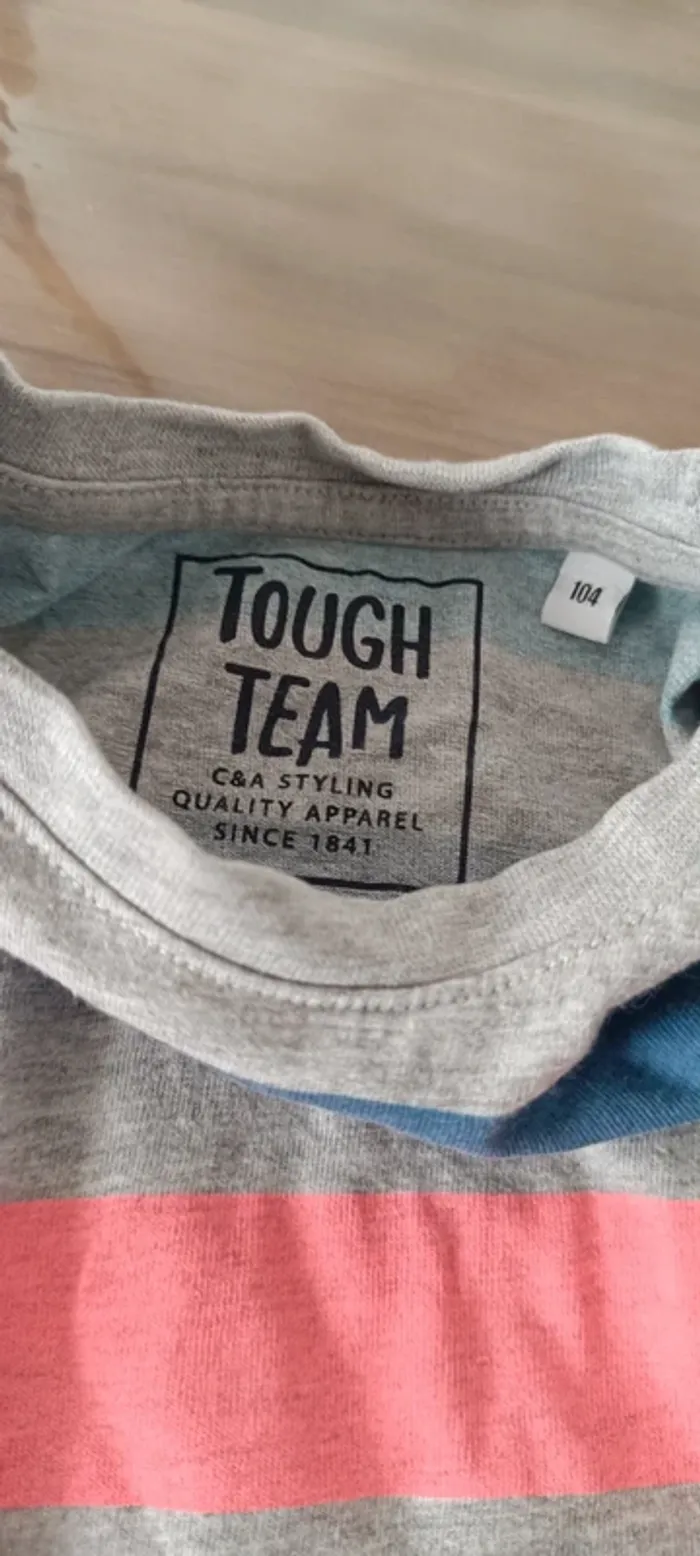 TOUGH
TEAM
C&A STYLING
QUALITY APPAREL
SINCE 1841
104